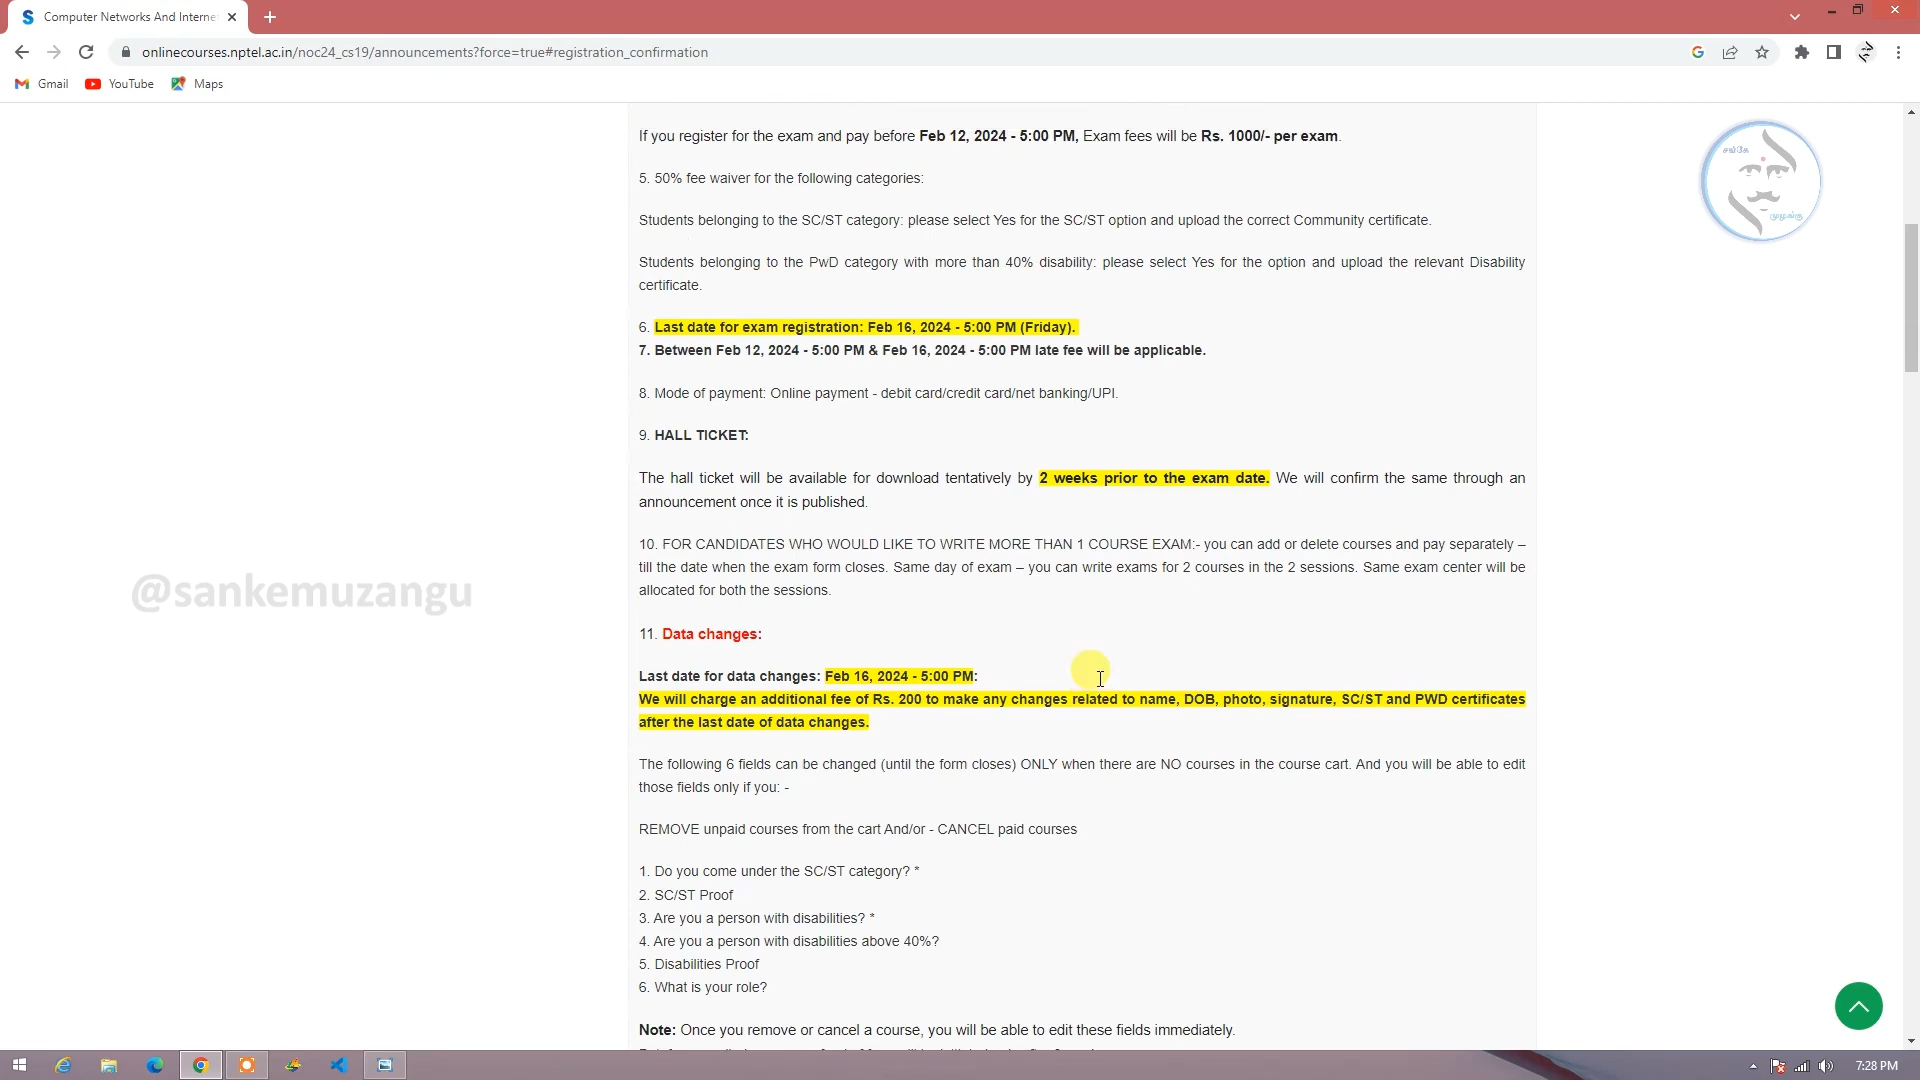 Computer Networks And Interne
onlinecourses.nptel.ac.in/noc24_cs19/announcements?force=true#registration_confirmation
Gmail YouTube Maps
If you register for the exam and pay before Feb 12, 2024 - 5:00 PM, Exam fees will be Rs. 1000/- per exam.
5. 50% fee waiver for the following categories:
Students belonging to the SC/ST category: please select Yes for the SC/ST option and upload the correct Community certificate.
Students belonging to the PwD category with more than 40% disability: please select Yes for the option and upload the relevant Disability
certificate.
6. Last date for exam registration: Feb 16, 2024 - 5:00 PM (Friday).
7. Between Feb 12, 2024 - 5:00 PM & Feb 16, 2024 - 5:00 PM late fee will be applicable.
8. Mode of payment: Online payment - debit card/credit card/net banking/UPI.
9. HALL TICKET:
The hall ticket will be available for download tentatively by 2 weeks prior to the exam date. We will confirm the same through an
announcement once it is published.
10. FOR CANDIDATES WHO WOULD LIKE TO WRITE MORE THAN 1 COURSE EXAM:- you can add or delete courses and pay separately –
till the date when the exam form closes. Same day of exam – you can write exams for 2 courses in the 2 sessions. Same exam center will be
allocated for both the sessions.
11. Data changes:
Last date for data changes: Feb 16, 2024 - 5:00 PM:
We will charge an additional fee of Rs. 200 to make any changes related to name, DOB, photo, signature, SC/ST and PWD certificates
after the last date of data changes.
The following 6 fields can be changed (until the form closes) ONLY when there are NO courses in the course cart. And you will be able to edit
those fields only if you: -
REMOVE unpaid courses from the cart And/or - CANCEL paid courses
1. Do you come under the SC/ST category? *
2. SC/ST Proof
3. Are you a person with disabilities? *
4. Are you a person with disabilities above 40%?
5. Disabilities Proof
6. What is your role?
Note: Once you remove or cancel a course, you will be able to edit these fields immediately.
@sankemuzangu
சங்கே
முழங்கு
7:28 PM